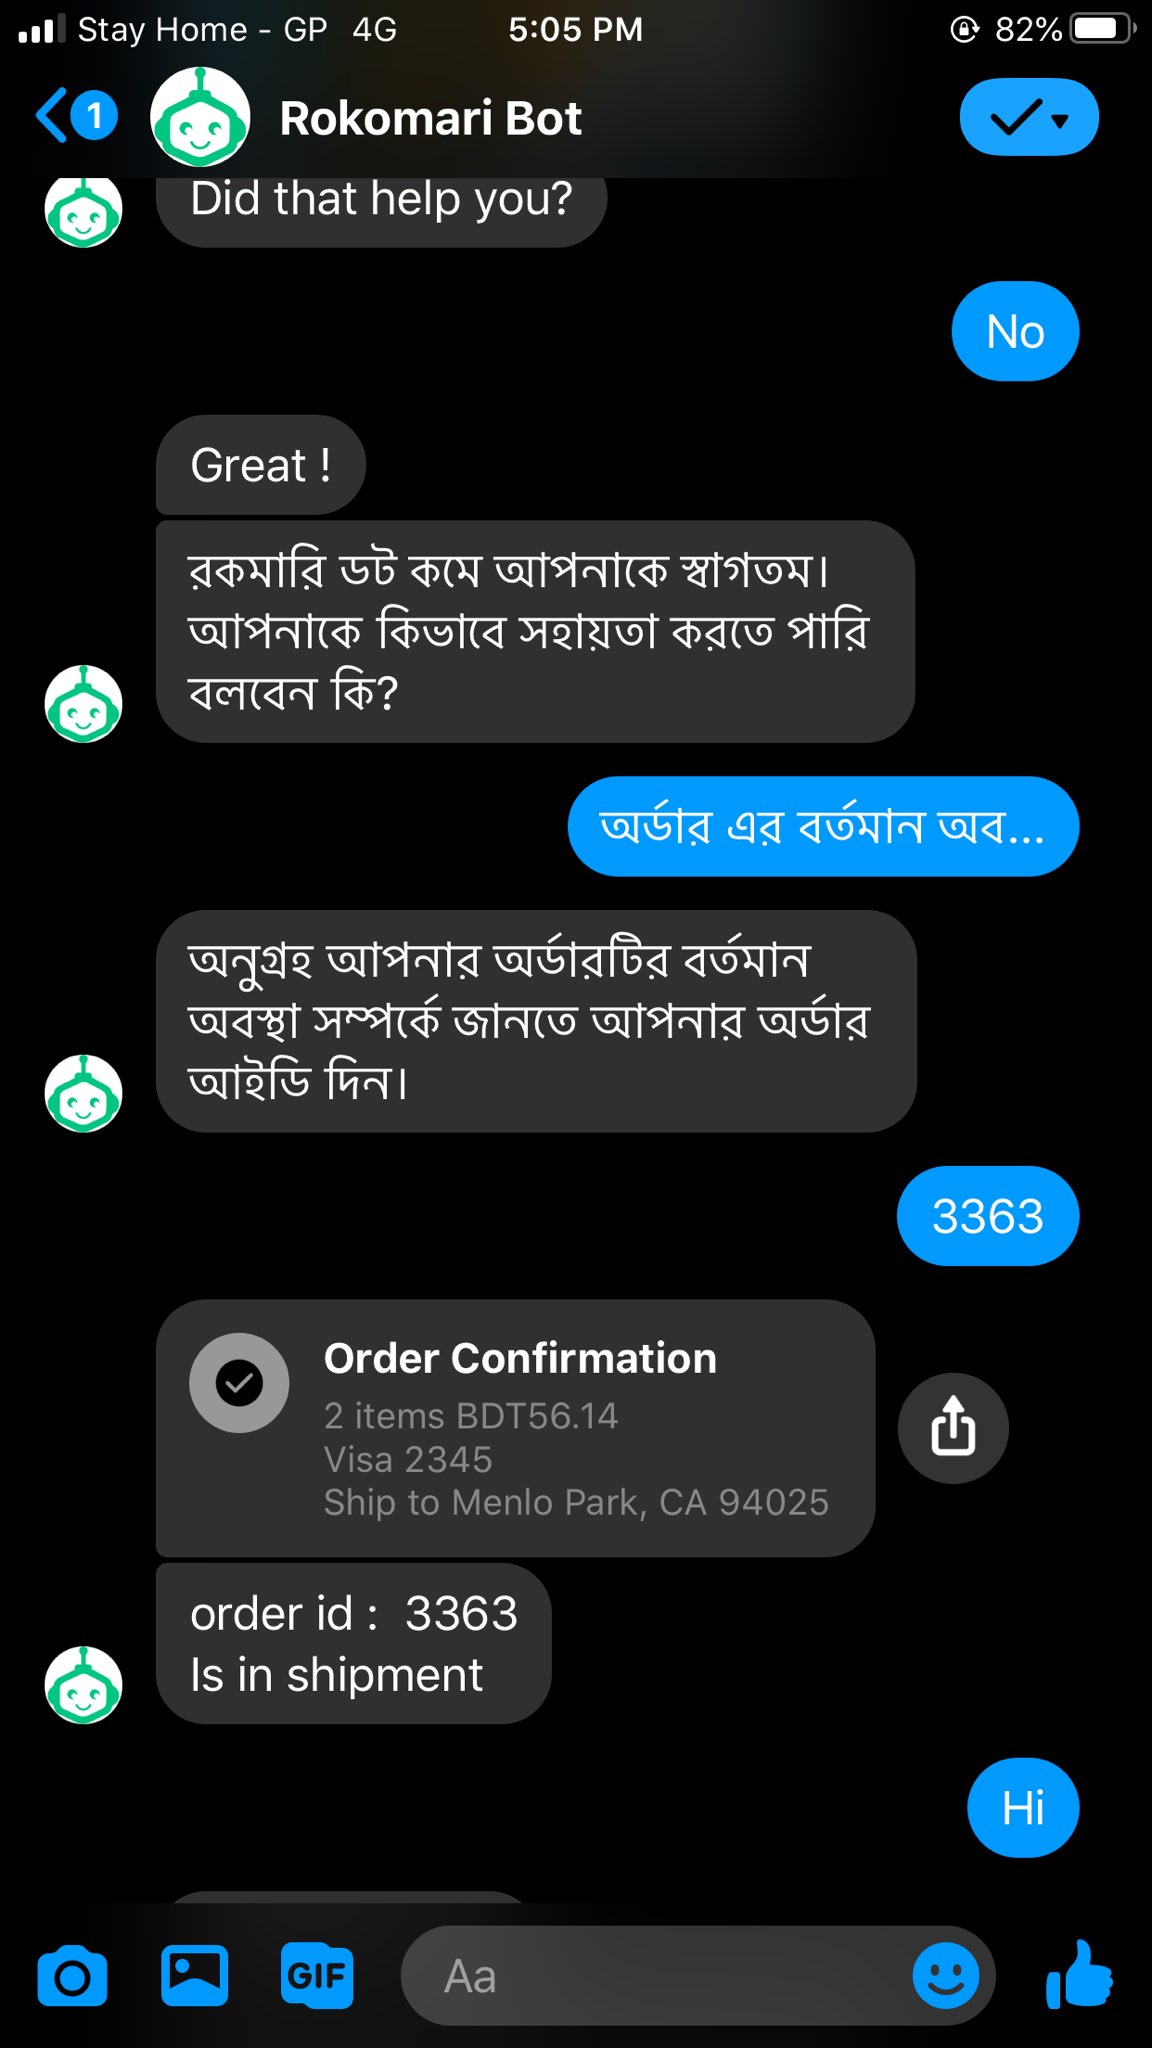 Stay Home - GP 4G 5:05 PM 82%
1 Rokomari Bot
Did that help you?
No
Great !
রকমারি ডট কমে আপনাকে স্বাগতম।
আপনাকে কিভাবে সহায়তা করতে পারি
বলবেন কি?
অর্ডার এর বর্তমান অব...
অনুগ্রহ আপনার অর্ডারটির বর্তমান
অবস্থা সম্পর্কে জানতে আপনার অর্ডার
আইডি দিন।
3363
Order Confirmation
2 items BDT56.14
Visa 2345
Ship to Menlo Park, CA 94025
order id : 3363
Is in shipment
Hi
GIF Aa